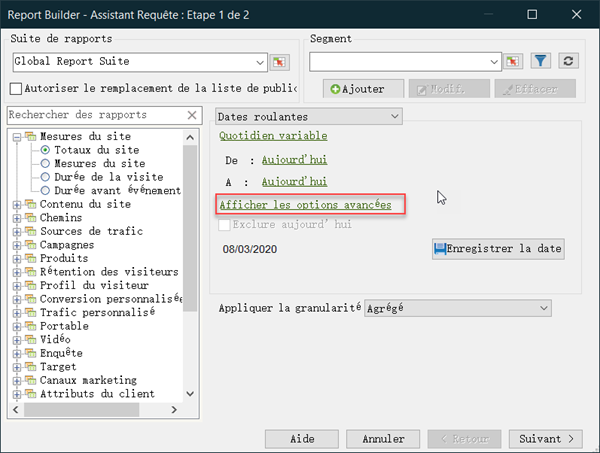 Report Builder - Assistant Requête : Etape 1 de 2
Suite de rapports
Global Report Suite
Autoriser le remplacement de la liste de public
Segment
Ajouter
Modif.
Effacer
Rechercher des rapports
Mesures du site
Totaux du site
Mesures du site
Durée de la visite
Durée avant événement
Contenu du site
Chemins
Sources de trafic
Campagnes
Produits
Rétention des visiteurs
Profil du visiteur
Conversion personnalisée
Trafic personnalisé
Portable
Vidéo
Enquête
Target
Canaux marketing
Attributs du client
Dates roulantes
Quotidien variable
De : Aujourd'hui
A : Aujourd'hui
Afficher les options avancées
Exclure aujourd' hui
08/03/2020
Enregistrer la date
Appliquer la granularité
Agrégé
Aide
Annuler
< Retour
Suivant >